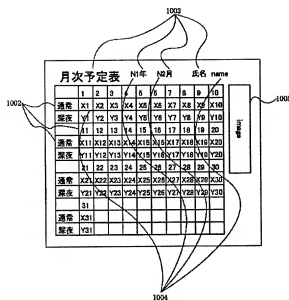 1003
月次予定表 N1年 N2月 氏名 name
1 2 3 4 5 6 7 8 9 10
1002
通常 X1 X2 X3 X4 X5 X6 X7 X8 X9 X10
深夜 Y1 Y2 Y3 Y4 Y5 Y6 Y7 Y8 Y9 Y10
11 12 13 14 15 16 17 18 19 20
通常 X11 X12 X13 X14 X15 X16 X17 X18 X19 X20
深夜 Y11 Y12 Y13 Y14 Y15 Y16 Y17 Y18 Y19 Y20
21 22 23 24 25 26 27 28 29 30
通常 X21 X22 X23 X24 X25 X26 X27 X28 X29 X30
深夜 Y21 Y22 Y23 Y24 Y25 Y26 Y27 Y28 Y29 Y30
31
通常 X31
深夜 Y31
image
1004